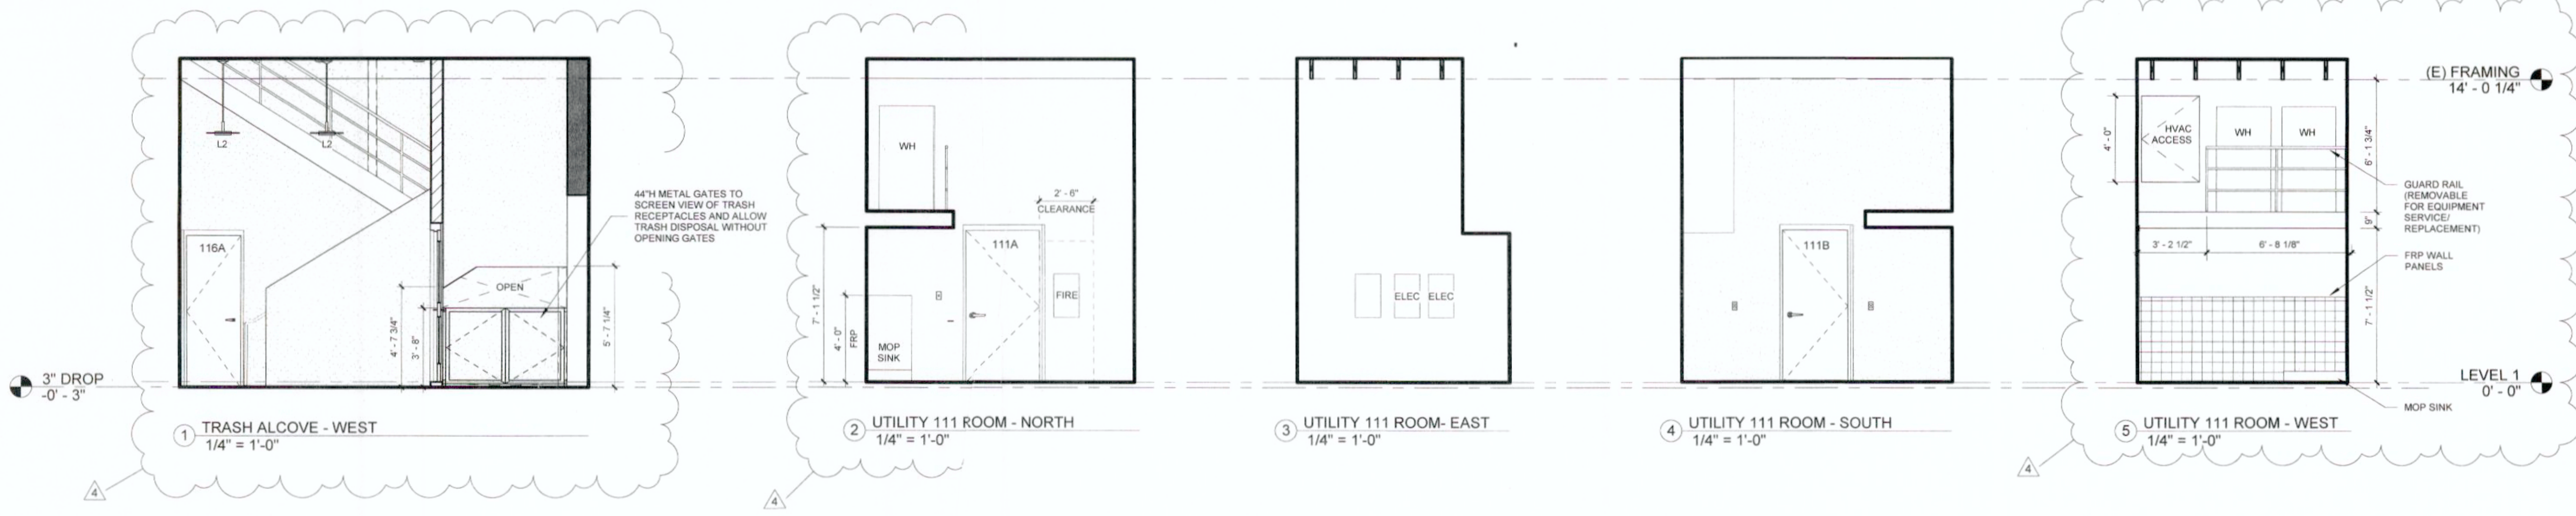 L2
L2
116A
44"H METAL GATES TO
SCREEN VIEW OF TRASH
RECEPTACLES AND ALLOW
TRASH DISPOSAL WITHOUT
OPENING GATES
OPEN
4' - 7 3/4"
3' - 8"
5' - 7 1/4"
3" DROP
-0' - 3"
1
TRASH ALCOVE - WEST
1/4" = 1'-0"
4
WH
2' - 6"
CLEARANCE
111A
FIRE
7' - 1 1/2"
4' - 0"
FRP
MOP
SINK
2
UTILITY 111 ROOM - NORTH
1/4" = 1'-0"
4
ELEC
ELEC
3
UTILITY 111 ROOM- EAST
1/4" = 1'-0"
111B
4
UTILITY 111 ROOM - SOUTH
1/4" = 1'-0"
(E) FRAMING
14' - 0 1/4"
4' - 0"
HVAC
ACCESS
WH
WH
6' - 1 3/4"
GUARD RAIL
(REMOVABLE
FOR EQUIPMENT
SERVICE/
REPLACEMENT)
9"
3' - 2 1/2"
6' - 8 1/8"
FRP WALL
PANELS
7' - 1 1/2"
LEVEL 1
0' - 0"
MOP SINK
5
UTILITY 111 ROOM - WEST
1/4" = 1'-0"
4